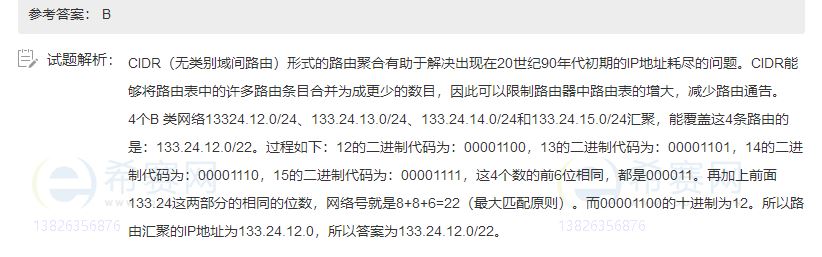 参考答案： B
试题解析：
CIDR（无类别域间路由）形式的路由聚合有助于解决出现在20世纪90年代初期的IP地址耗尽的问题。CIDR能
够将路由表中的许多路由条目合并为成更少的数目，因此可以限制路由器中路由表的增大，减少路由通告。
4个B 类网络13324.12.0/24、133.24.13.0/24、133.24.14.0/24和133.24.15.0/24汇聚，能覆盖这4条路由的
是：133.24.12.0/22。过程如下：12的二进制代码为：00001100，13的二进制代码为：00001101，14的二进
制代码为：00001110，15的二进制代码为：00001111，这4个数的前6位相同，都是000011。再加上前面
133.24这两部分的相同的位数，网络号就是8+8+6=22（最大匹配原则）。而00001100的十进制为12。所以路
由汇聚的IP地址为133.24.12.0，所以答案为133.24.12.0/22。
希赛网
13826356876
希赛网
13826356876